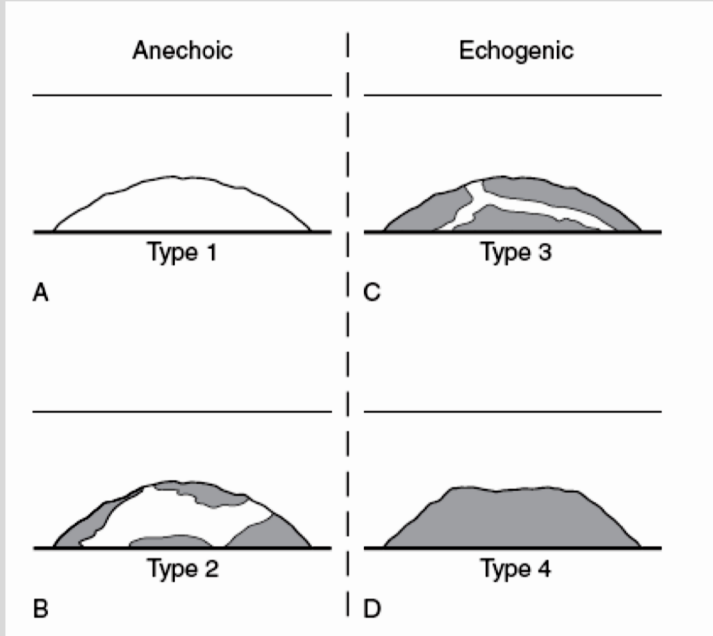 Anechoic
Echogenic
Type 1
Type 3
A
C
Type 2
Type 4
B
D